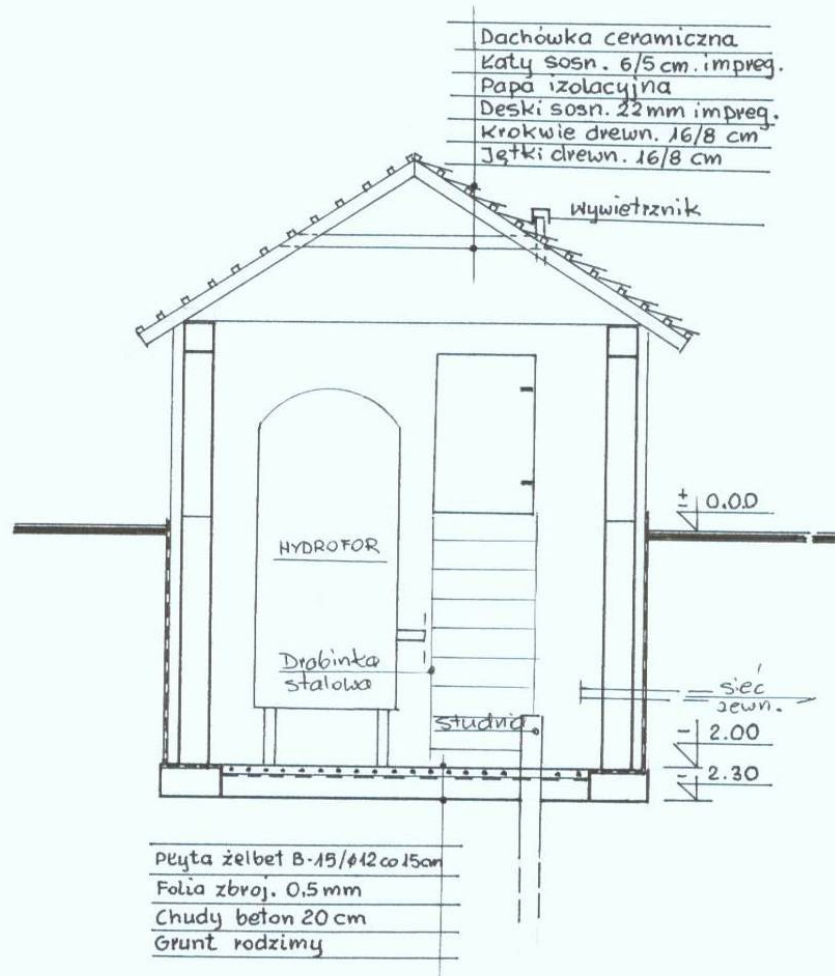 Dachówka ceramiczna
Łaty sosn. 6/5 cm. impreg.
Papa izolacyjna
Deski sosn. 22mm impreg.
Krokwie drewn. 16/8 cm
Jętki drewn. 16/8 cm
wywietrznik
± 0.00
HYDROFOR
Drabinka
stalowa
studnia
sieć
zewn.
- 2.00
- 2.30
Płyta żelbet B-15/ø12 co 15cm
Folia zbroj. 0,5 mm
Chudy beton 20 cm
Grunt rodzimy